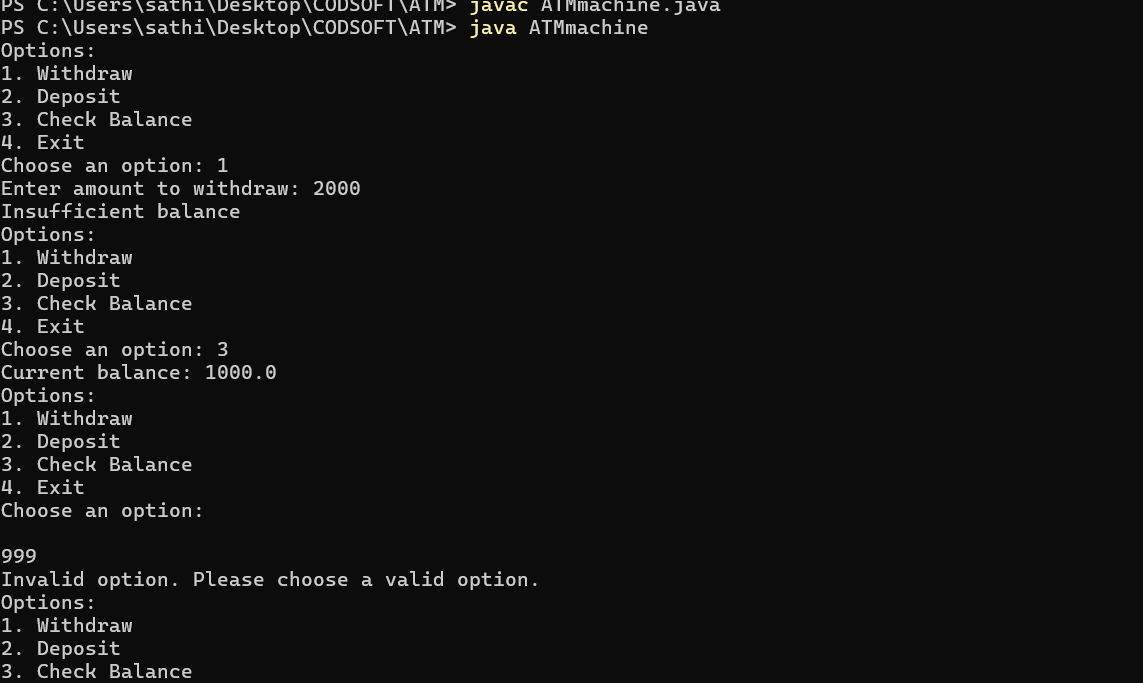 PS C:\Users\sathi\Desktop\CODSOFT\ATM> javac ATMmachine.java
PS C:\Users\sathi\Desktop\CODSOFT\ATM> java ATMmachine
Options:
1. Withdraw
2. Deposit
3. Check Balance
4. Exit
Choose an option: 1
Enter amount to withdraw: 2000
Insufficient balance
Options:
1. Withdraw
2. Deposit
3. Check Balance
4. Exit
Choose an option: 3
Current balance: 1000.0
Options:
1. Withdraw
2. Deposit
3. Check Balance
4. Exit
Choose an option:
999
Invalid option. Please choose a valid option.
Options:
1. Withdraw
2. Deposit
3. Check Balance